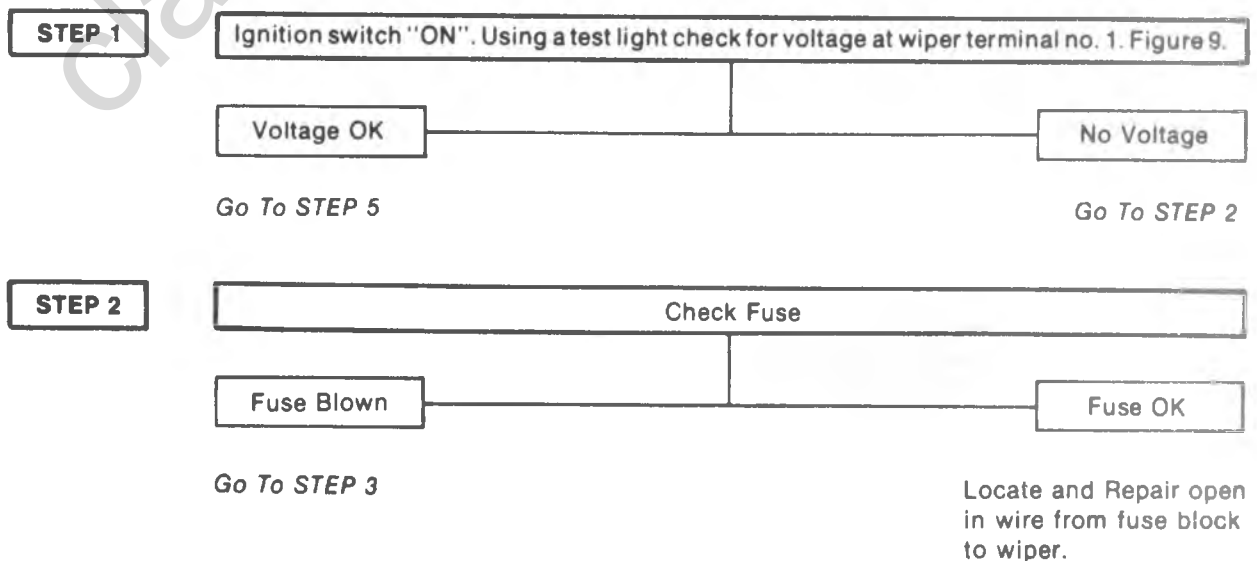 STEP 1
Ignition switch "ON". Using a test light check for voltage at wiper terminal no. 1. Figure 9.
Voltage OK
No Voltage
Go To STEP 5
Go To STEP 2
STEP 2
Check Fuse
Fuse Blown
Fuse OK
Go To STEP 3
Locate and Repair open
in wire from fuse block
to wiper.